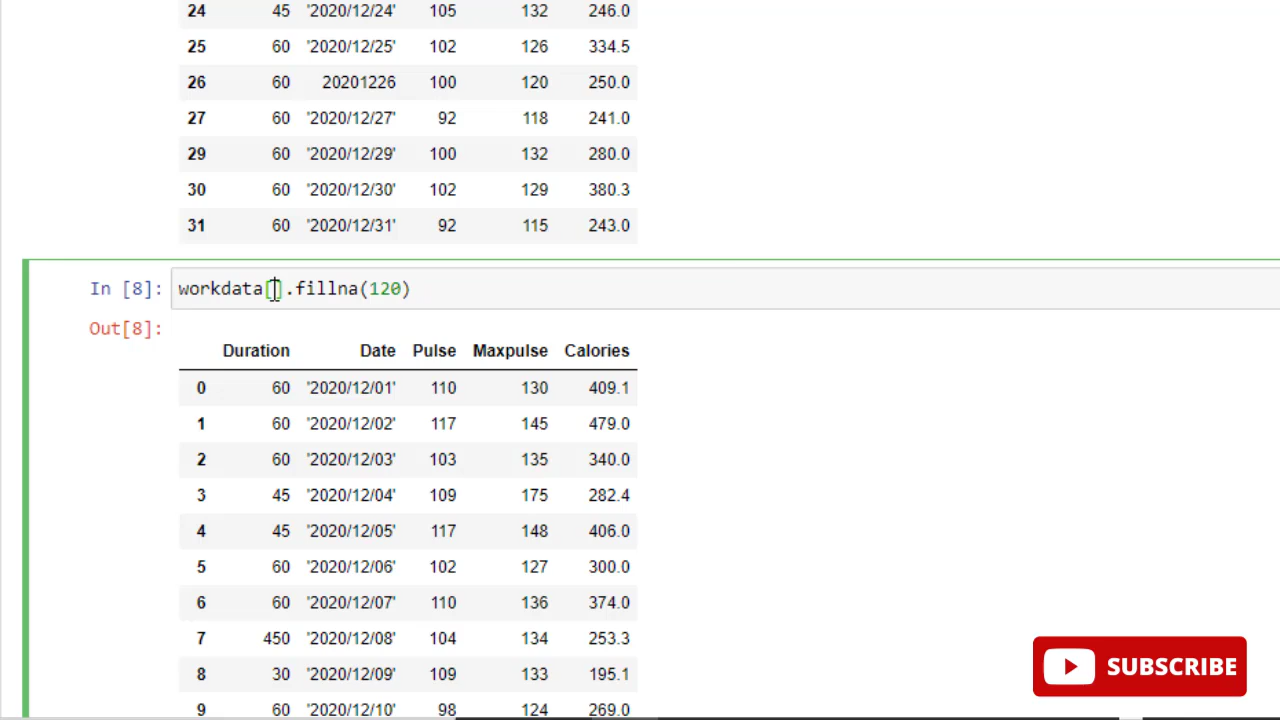 24 45 '2020/12/24' 105 132 246.0
25 60 '2020/12/25' 102 126 334.5
26 60 20201226 100 120 250.0
27 60 '2020/12/27' 92 118 241.0
29 60 '2020/12/29' 100 132 280.0
30 60 '2020/12/30' 102 129 380.3
31 60 '2020/12/31' 92 115 243.0
In [8]: workdata[].fillna(120)
Out[8]:
Duration Date Pulse Maxpulse Calories
0 60 '2020/12/01' 110 130 409.1
1 60 '2020/12/02' 117 145 479.0
2 60 '2020/12/03' 103 135 340.0
3 45 '2020/12/04' 109 175 282.4
4 45 '2020/12/05' 117 148 406.0
5 60 '2020/12/06' 102 127 300.0
6 60 '2020/12/07' 110 136 374.0
7 450 '2020/12/08' 104 134 253.3
8 30 '2020/12/09' 109 133 195.1
9 60 '2020/12/10' 98 124 269.0
SUBSCRIBE